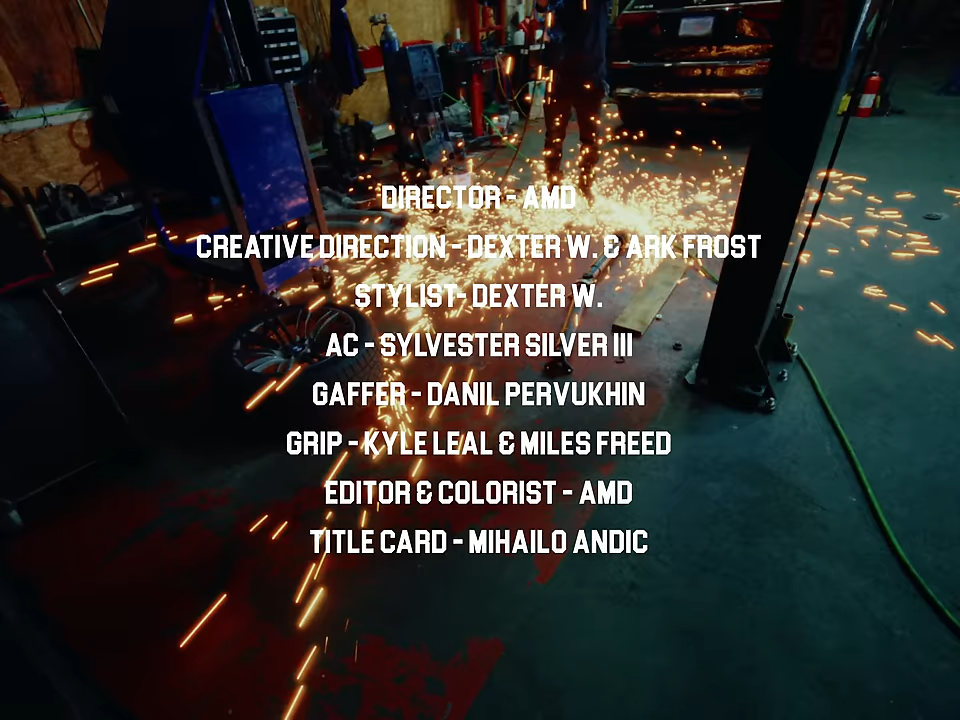 DIRECTOR - AMD
CREATIVE DIRECTION - DEXTER W. & ARK FROST
STYLIST- DEXTER W.
AC - SYLVESTER SILVER III
GAFFER - DANIL PERVUKHIN
GRIP - KYLE LEAL & MILES FREED
EDITOR & COLORIST - AMD
TITLE CARD - MIHAILO ANDIC